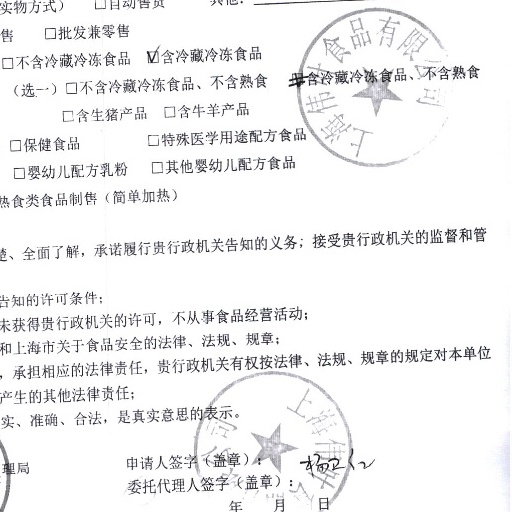 实物方式） □自动售货 其他：
售 □批发兼零售
□不含冷藏冷冻食品 ☑含冷藏冷冻食品
（选一）□不含冷藏冷冻食品、不含熟食 含冷藏冷冻食品、不含熟食
□含生猪产品 □含牛羊产品
□保健食品 □特殊医学用途配方食品
□婴幼儿配方乳粉 □其他婴幼儿配方食品
热食类食品制售（简单加热）
楚、全面了解，承诺履行贵行政机关告知的义务；接受贵行政机关的监督和管
告知的许可条件；
未获得贵行政机关的许可，不从事食品经营活动；
和上海市关于食品安全的法律、法规、规章；
，承担相应的法律责任，贵行政机关有权按法律、法规、规章的规定对本单位
产生的其他法律责任；
实、准确、合法，是真实意思的表示。
理局 申请人签字（盖章）：
委托代理人签字（盖章）：
年 月 日
上海伟 食品有限公司
公司 上海伟